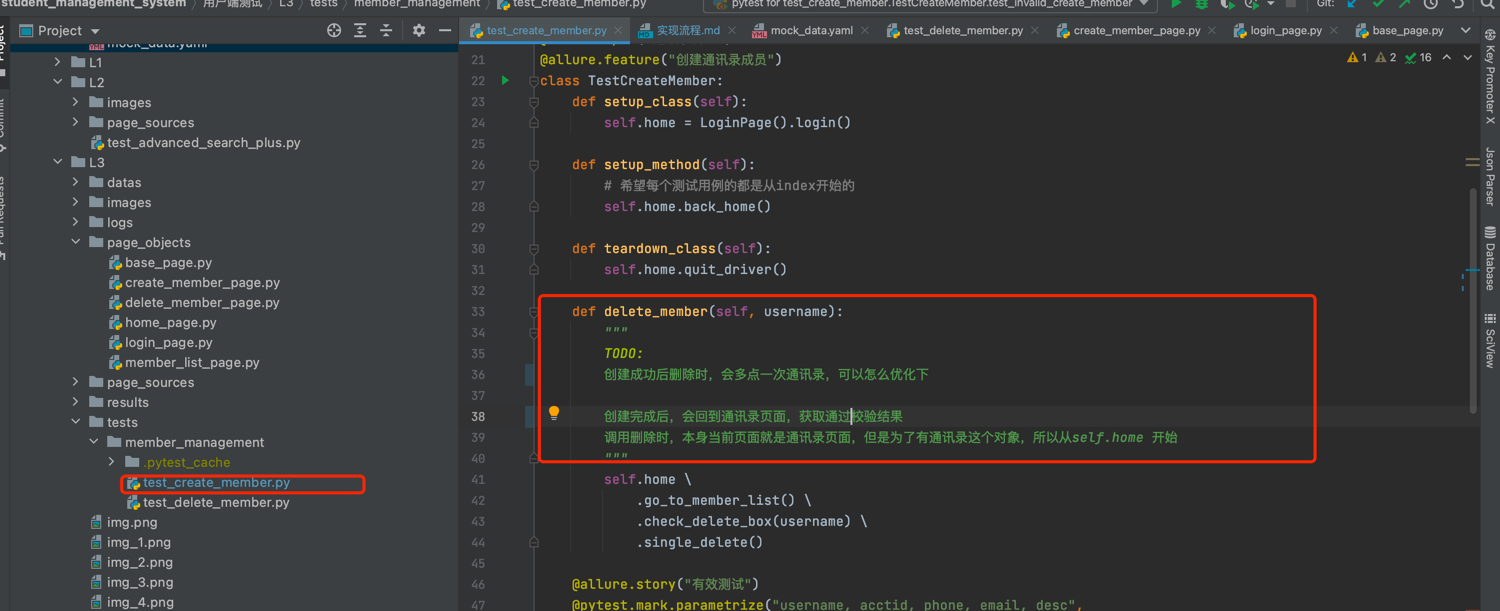 student_management_system 用户端测试 L3 tests member_management test_create_member.py
pytest for test_create_member.TestCreateMember.test_invalid_create_member
Git:
Project
test_create_member.py
实现流程.md
mock_data.yaml
test_delete_member.py
create_member_page.py
login_page.py
base_page.py
mock_data.yaml
L1
L2
images
page_sources
test_advanced_search_plus.py
L3
datas
images
logs
page_objects
base_page.py
create_member_page.py
delete_member_page.py
home_page.py
login_page.py
member_list_page.py
page_sources
results
tests
member_management
.pytest_cache
test_create_member.py
test_delete_member.py
img.png
img_1.png
img_2.png
img_3.png
img_4.png
1 2 16
21 @allure.feature("创建通讯录成员")
22 class TestCreateMember:
23 def setup_class(self):
24 self.home = LoginPage().login()
25
26 def setup_method(self):
27 # 希望每个测试用例的都是从index开始的
28 self.home.back_home()
29
30 def teardown_class(self):
31 self.home.quit_driver()
32
33 def delete_member(self, username):
34 """
35 TODO:
36 创建成功后删除时，会多点一次通讯录，可以怎么优化下
37
38 创建完成后，会回到通讯录页面，获取通过校验结果
39 调用删除时，本身当前页面就是通讯录页面，但是为了有通讯录这个对象，所以从self.home 开始
40 """
41 self.home \
42 .go_to_member_list() \
43 .check_delete_box(username) \
44 .single_delete()
45
46 @allure.story("有效测试")
47 @pytest.mark.parametrize("username, acctid, phone, email, desc",
Key Promoter X
Json Parser
Database
SciView
Project
Commit
Pull Requests